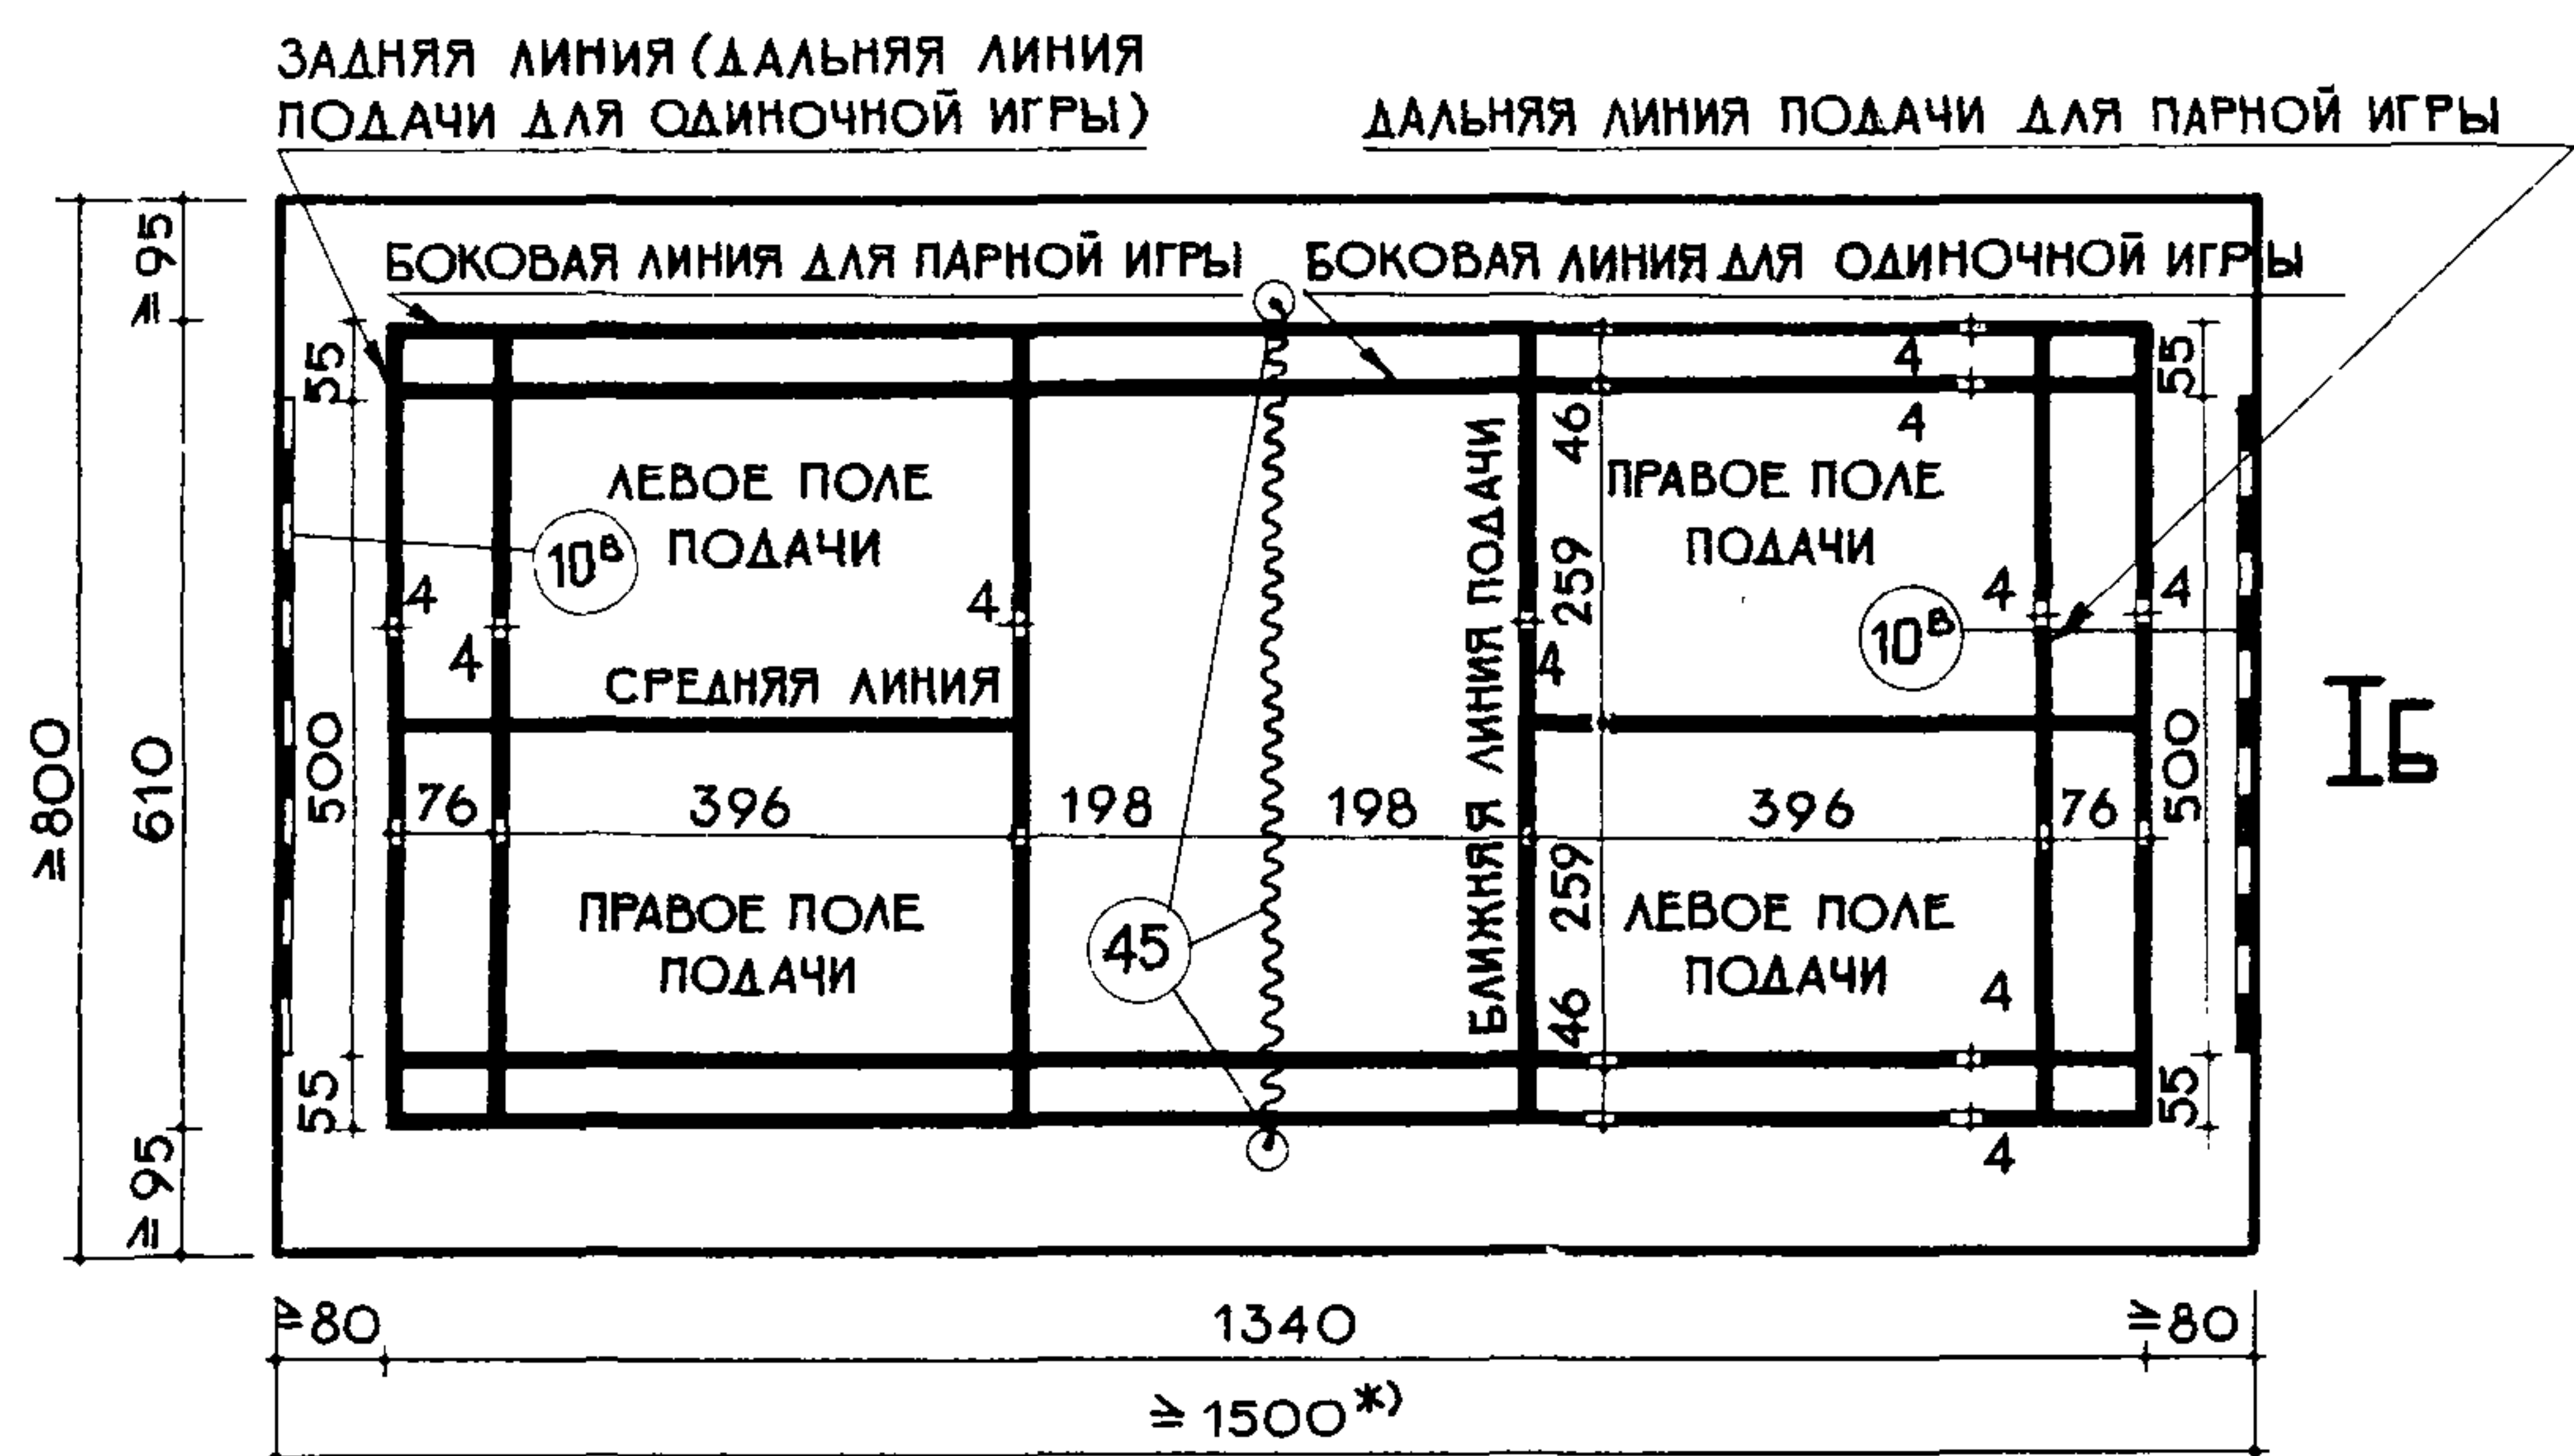 ЗАДНЯЯ ЛИНИЯ (ДАЛЬНЯЯ ЛИНИЯ
ПОДАЧИ ДЛЯ ОДИНОЧНОЙ ИГРЫ)
ДАЛЬНЯЯ ЛИНИЯ ПОДАЧИ ДЛЯ ПАРНОЙ ИГРЫ
БОКОВАЯ ЛИНИЯ ДЛЯ ПАРНОЙ ИГРЫ
БОКОВАЯ ЛИНИЯ ДЛЯ ОДИНОЧНОЙ ИГРЫ
≥95
55
4
55
46
4
ЛЕВОЕ ПОЛЕ
ПОДАЧИ
ПРАВОЕ ПОЛЕ
ПОДАЧИ
10В
259
4
4
4
4
4
4
10В
СРЕДНЯЯ ЛИНИЯ
БЛИЖНЯЯ ЛИНИЯ ПОДАЧИ
IБ
≥800
610
500
76
396
198
198
396
76
500
ПРАВОЕ ПОЛЕ
ПОДАЧИ
45
259
ЛЕВОЕ ПОЛЕ
ПОДАЧИ
46
4
55
55
≥95
4
≥80
1340
≥80
≥1500*)